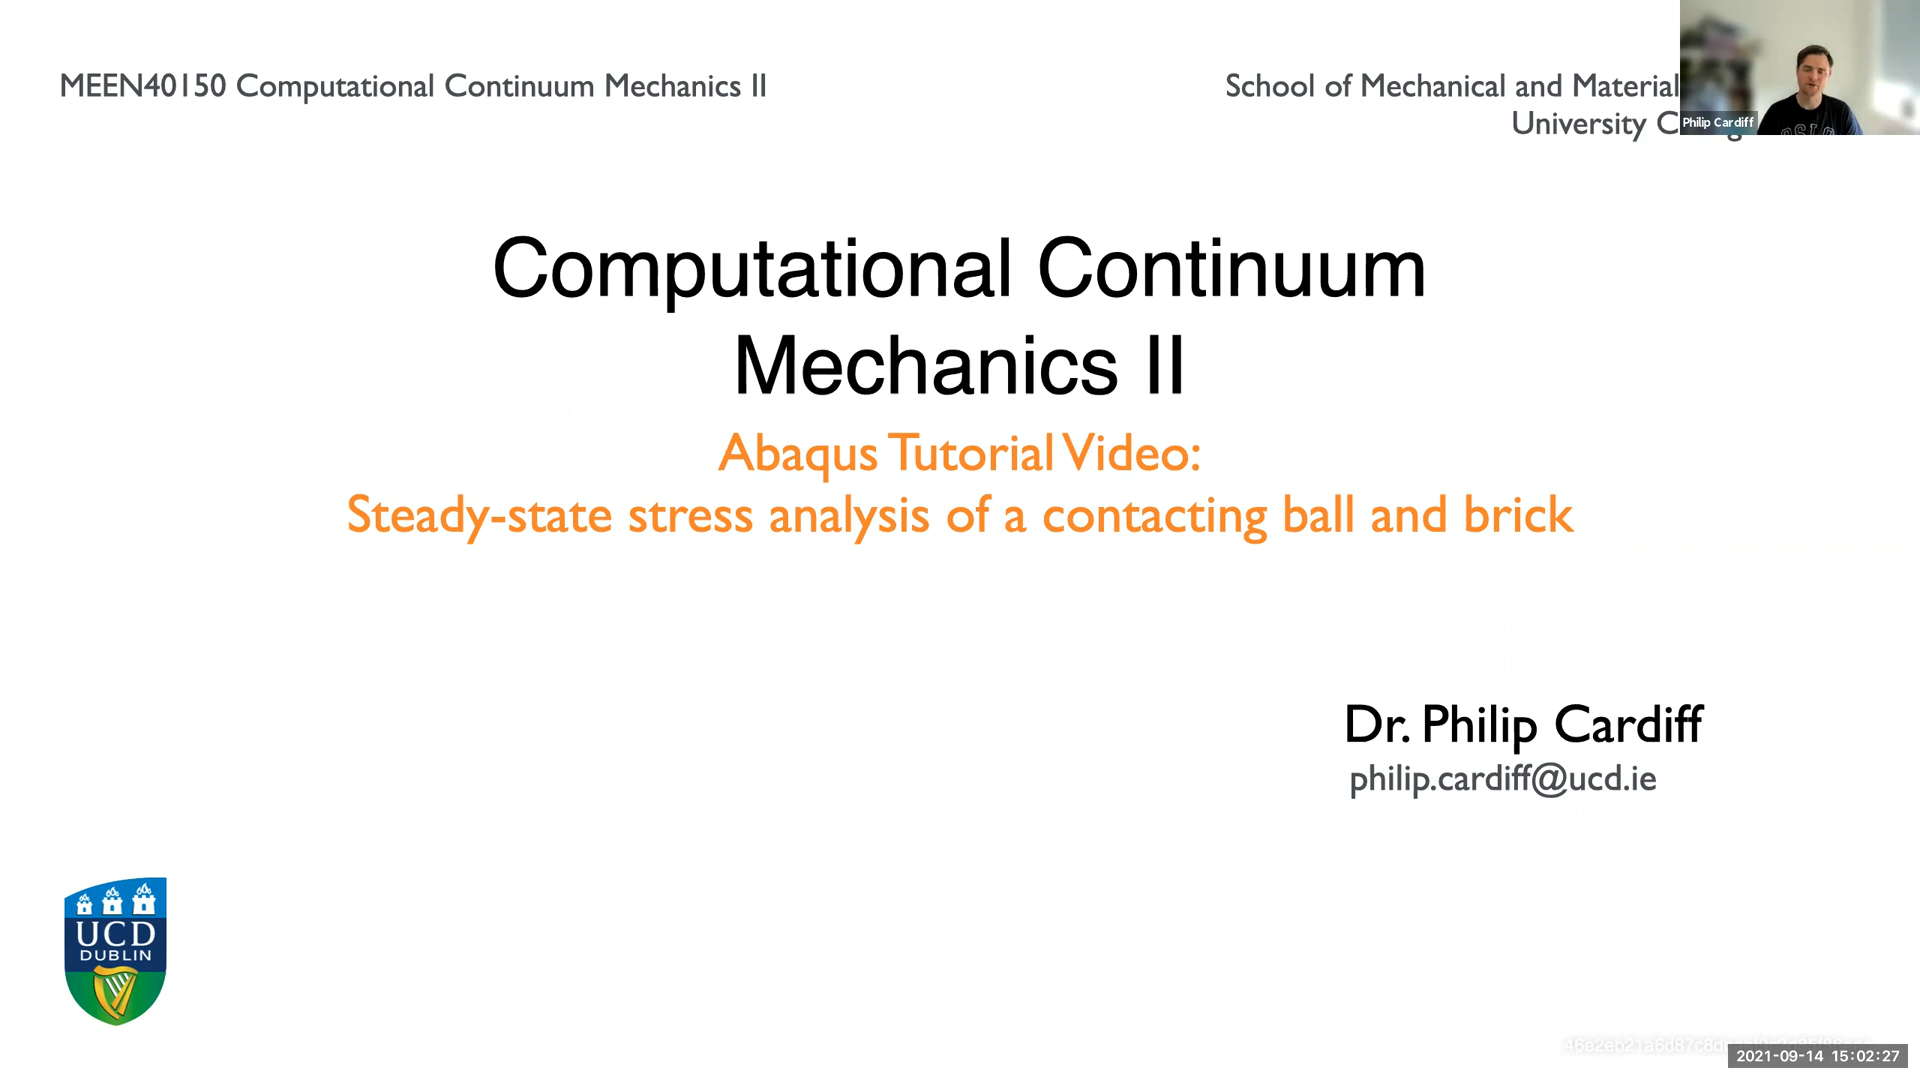 MEEN40150 Computational Continuum Mechanics II
School of Mechanical and Material
University C
Philip Cardiff
Computational Continuum
Mechanics II
Abaqus Tutorial Video:
Steady-state stress analysis of a contacting ball and brick
Dr. Philip Cardiff
philip.cardiff@ucd.ie
UCD
DUBLIN
2021-09-14 15:02:27